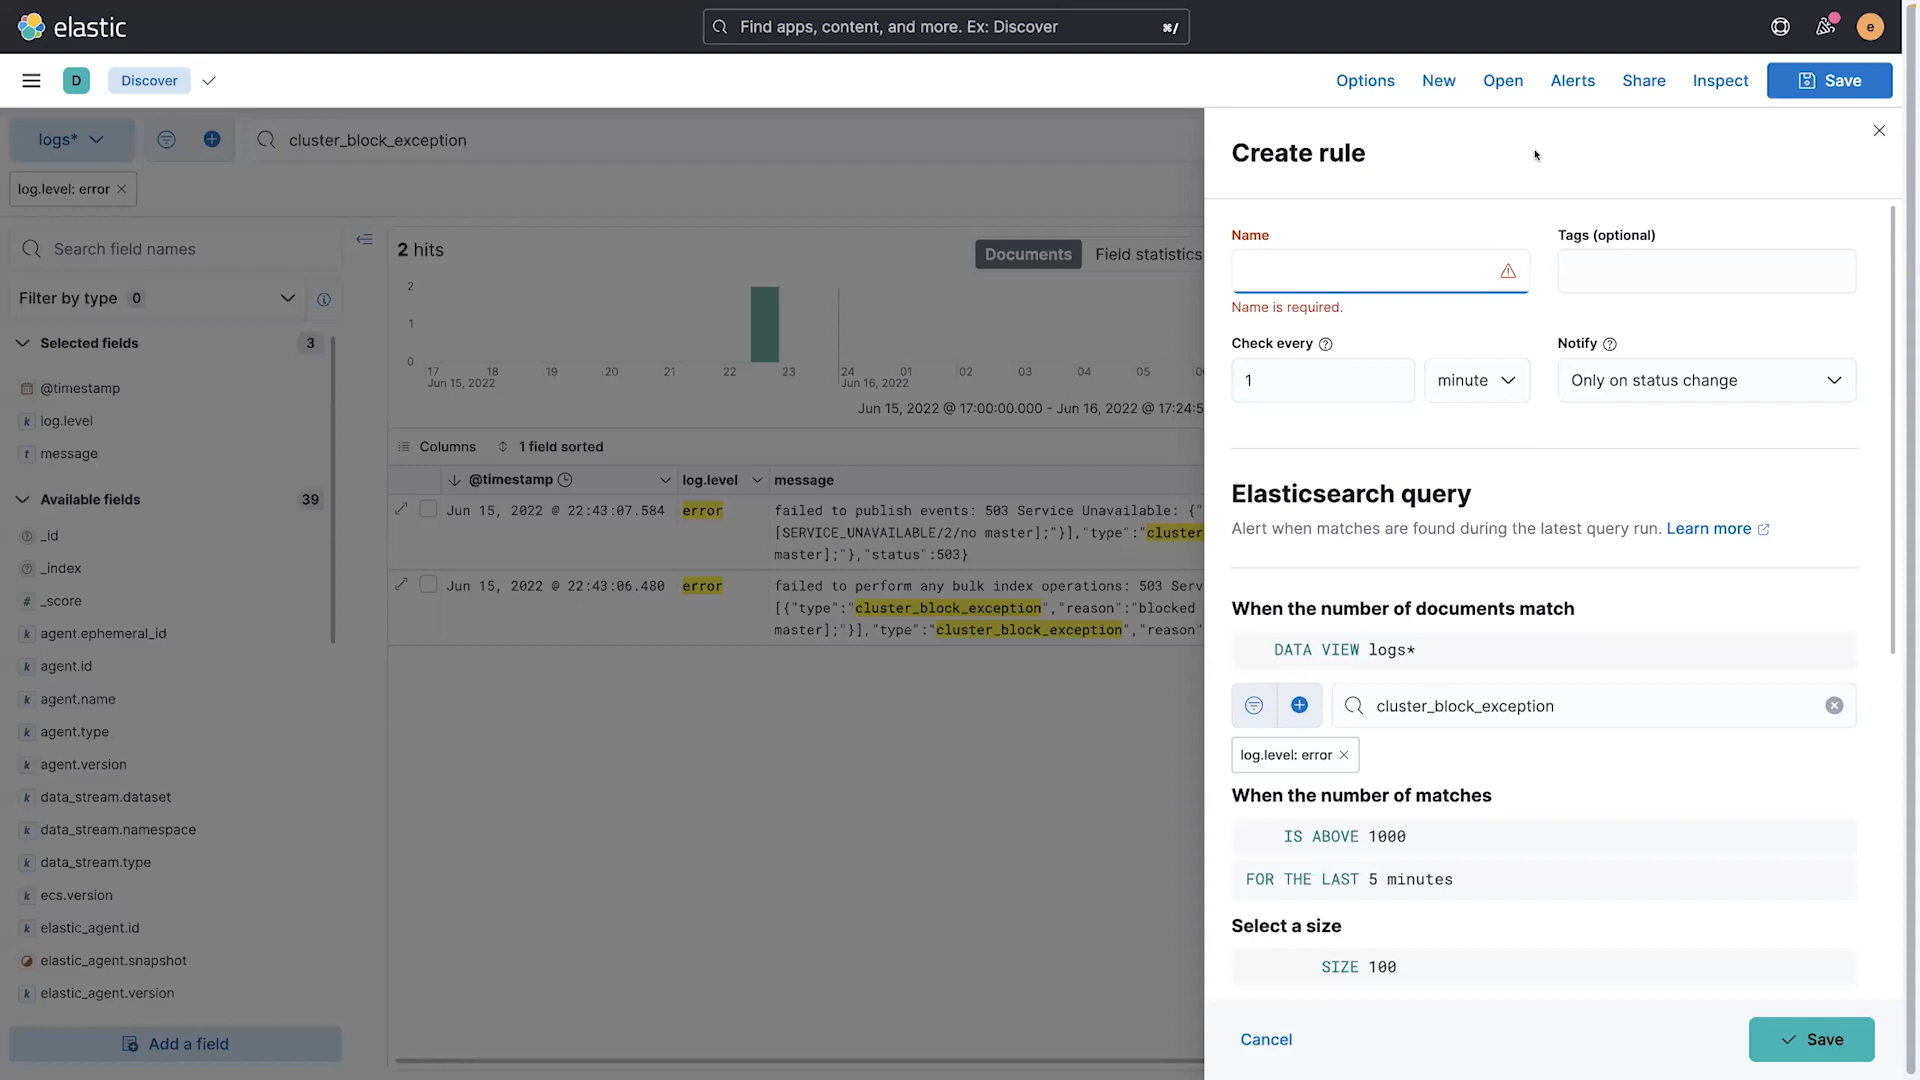 elastic
Find apps, content, and more. Ex: Discover
⌘/
e
D
Discover
Options
New
Open
Alerts
Share
Inspect
Save
logs*
cluster_block_exception
log.level: error
Search field names
Filter by type 0
Selected fields 3
@timestamp
k log.level
t message
Available fields 39
_id
_index
# _score
k agent.ephemeral_id
k agent.id
k agent.name
k agent.type
k agent.version
k data_stream.dataset
k data_stream.namespace
k data_stream.type
k ecs.version
k elastic_agent.id
elastic_agent.snapshot
k elastic_agent.version
Add a field
2 hits
Documents
Field statistics
2
1
0
17 18 19 20 21 22 23 24 01 02 03 04 05
Jun 15, 2022 Jun 16, 2022
Jun 15, 2022 @ 17:00:00.000 - Jun 16, 2022 @ 17:24:5
Columns
1 field sorted
@timestamp log.level message
Jun 15, 2022 @ 22:43:07.584 error failed to publish events: 503 Service Unavailable: {"
[SERVICE_UNAVAILABLE/2/no master];"}],"type":"cluster_
master];"},"status":503}
Jun 15, 2022 @ 22:43:06.480 error failed to perform any bulk index operations: 503 Serv
[{"type":"cluster_block_exception","reason":"blocked
master];"}],"type":"cluster_block_exception","reason"
Create rule
Name
Name is required.
Tags (optional)
Check every
1
minute
Notify
Only on status change
Elasticsearch query
Alert when matches are found during the latest query run. Learn more
When the number of documents match
DATA VIEW logs*
cluster_block_exception
log.level: error
When the number of matches
IS ABOVE 1000
FOR THE LAST 5 minutes
Select a size
SIZE 100
Cancel
Save